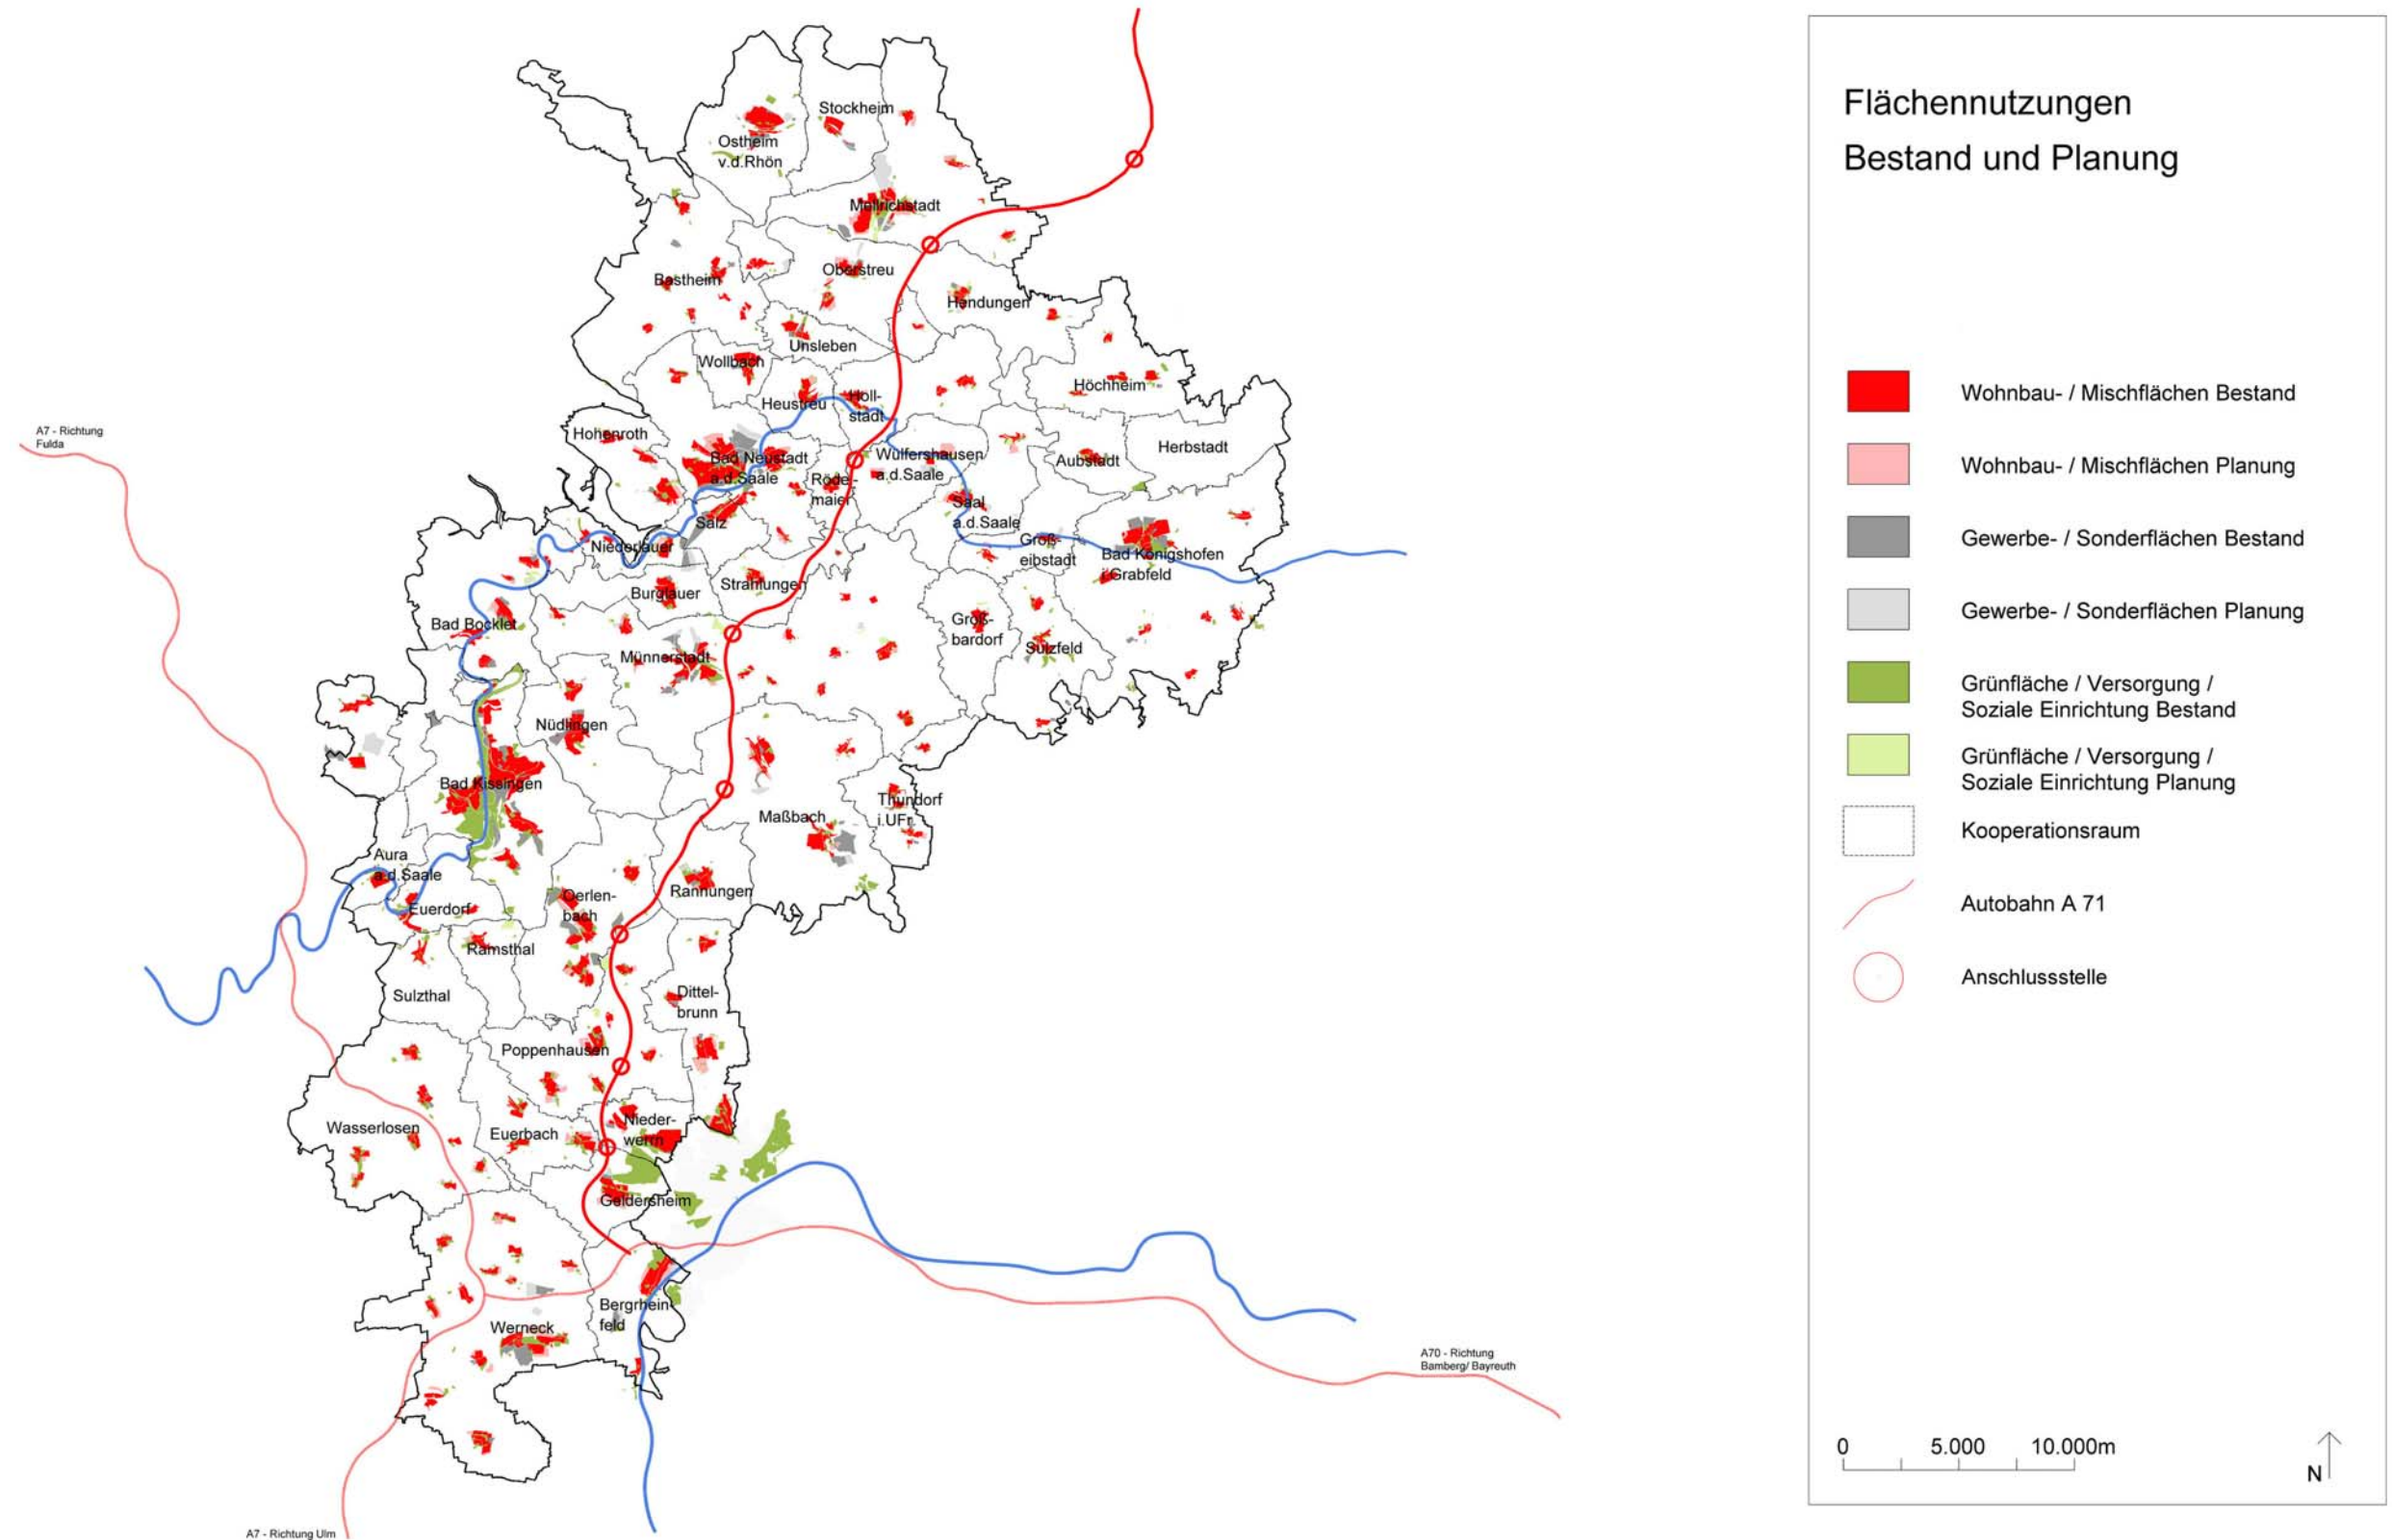 Stockheim
Ostheim
v.d.Rhön
Mellrichstadt
Oberstreu
Bastheim
Hendungen
Unsleben
Wollbach
Höchheim
Heustreu
Holl-
stadt
A7 - Richtung
Fulda
Hohenroth
Herbstadt
Bad Neustadt
a.d.Saale
Wülfershausen
a.d.Saale
Aubstadt
Röde-
maier
Saal
a.d.Saale
Salz
Niederlauer
Groß-
eibstadt
Bad Königshofen
i.Grabfeld
Strahlungen
Burglauer
Bad Bocklet
Groß-
bardorf
Sulzfeld
Münnerstadt
Nüdlingen
Bad Kissingen
Thundorf
i.UFr.
Maßbach
Aura
a.d.Saale
Rannungen
Oerlen-
bach
Euerdorf
Ramsthal
Sulzthal
Dittel-
brunn
Poppenhausen
Wasserlosen
Euerbach
Nieder-
werrn
Geldersheim
Bergrhein-
feld
Werneck
A70 - Richtung
Bamberg/ Bayreuth
A7 - Richtung Ulm
Flächennutzungen
Bestand und Planung
Wohnbau- / Mischflächen Bestand
Wohnbau- / Mischflächen Planung
Gewerbe- / Sonderflächen Bestand
Gewerbe- / Sonderflächen Planung
Grünfläche / Versorgung /
Soziale Einrichtung Bestand
Grünfläche / Versorgung /
Soziale Einrichtung Planung
Kooperationsraum
Autobahn A 71
Anschlussstelle
0 5.000 10.000m
N